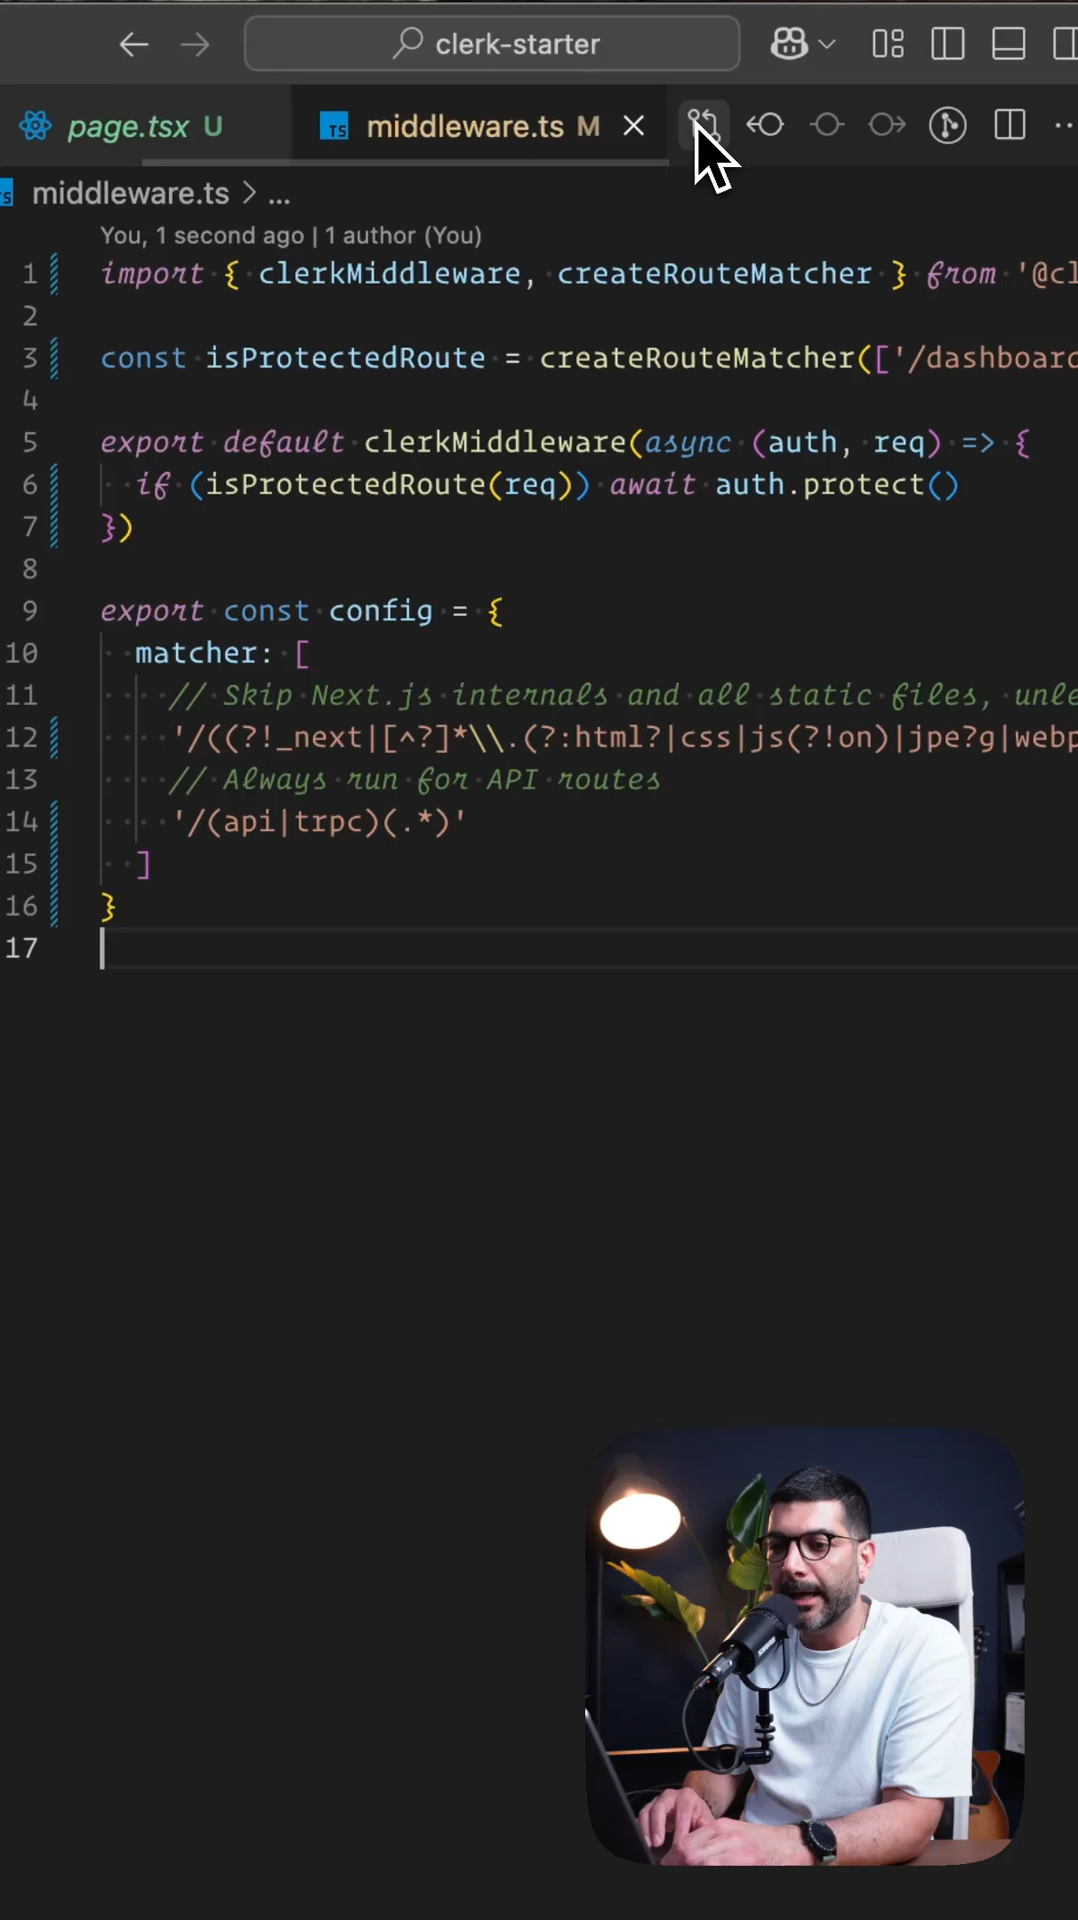 clerk-starter
page.tsx U
TS middleware.ts M
TS middleware.ts > ...
You, 1 second ago | 1 author (You)
1 import { clerkMiddleware, createRouteMatcher } from '@cl
2
3 const isProtectedRoute = createRouteMatcher(['/dashboard
4
5 export default clerkMiddleware(async (auth, req) => {
6 if (isProtectedRoute(req)) await auth.protect()
7 })
8
9 export const config = {
10 matcher: [
11 // Skip Next.js internals and all static files, unle
12 '/((?!_next|[^?]*\\.(?:html?|css|js(?!on)|jpe?g|webp
13 // Always run for API routes
14 '/(api|trpc)(.*)'
15 ]
16 }
17